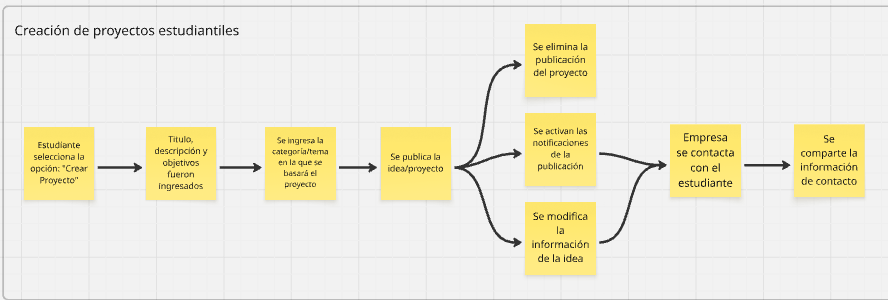 Creación de proyectos estudiantiles
Estudiante
selecciona la
opción: "Crear
Proyecto"
Titulo,
descripción y
objetivos
fueron
ingresados
Se ingresa la
categoría/tema
en la que se
basará el
proyecto
Se publica la
idea/proyecto
Se elimina la
publicación
del proyecto
Se activan las
notificaciones
de la
publicación
Se modifica
la
información
de la idea
Empresa
se contacta
con el
estudiante
Se
comparte la
información
de contacto